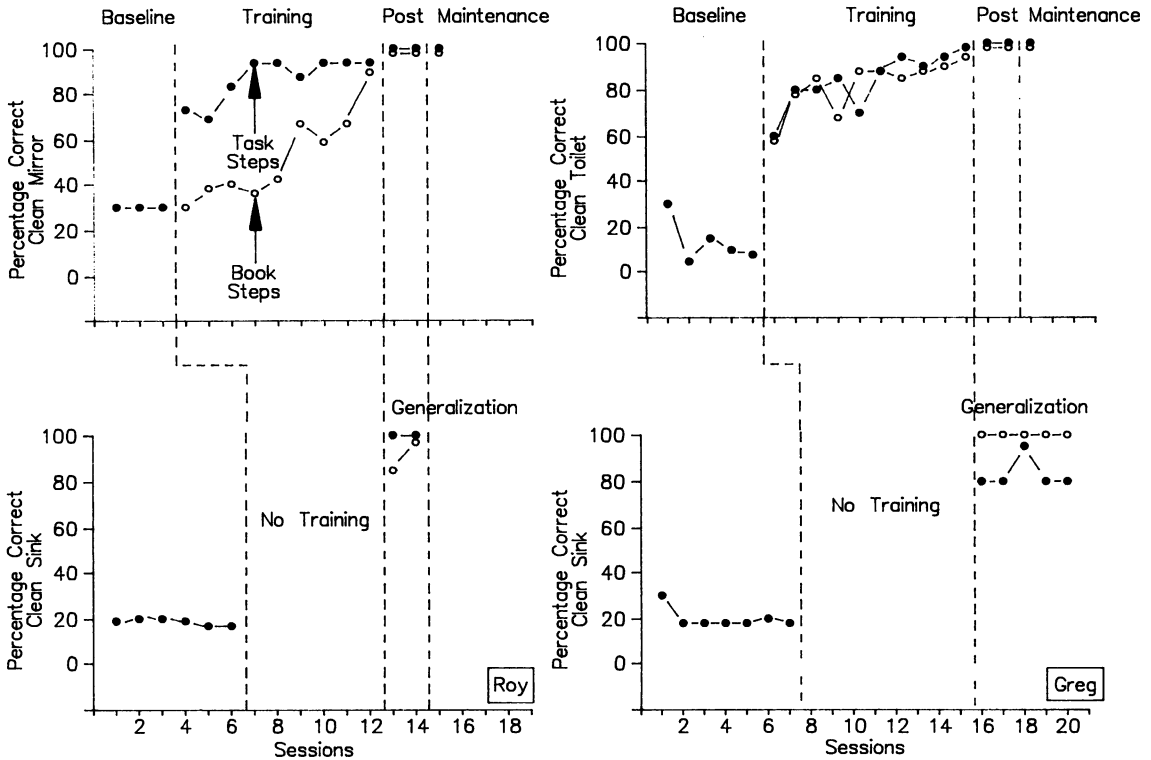 Baseline Training Post Maintenance
Percentage Correct
Clean Mirror
100
80
60
40
20
0
Task
Steps
Book
Steps
Baseline Training Post Maintenance
Percentage Correct
Clean Toilet
100
80
60
40
20
0
Generalization
Percentage Correct
Clean Sink
100
80
60
40
20
0
No Training
Roy
2 4 6 8 10 12 14 16 18
Sessions
Generalization
Percentage Correct
Clean Sink
100
80
60
40
20
0
No Training
Greg
2 4 6 8 10 12 14 16 18 20
Sessions